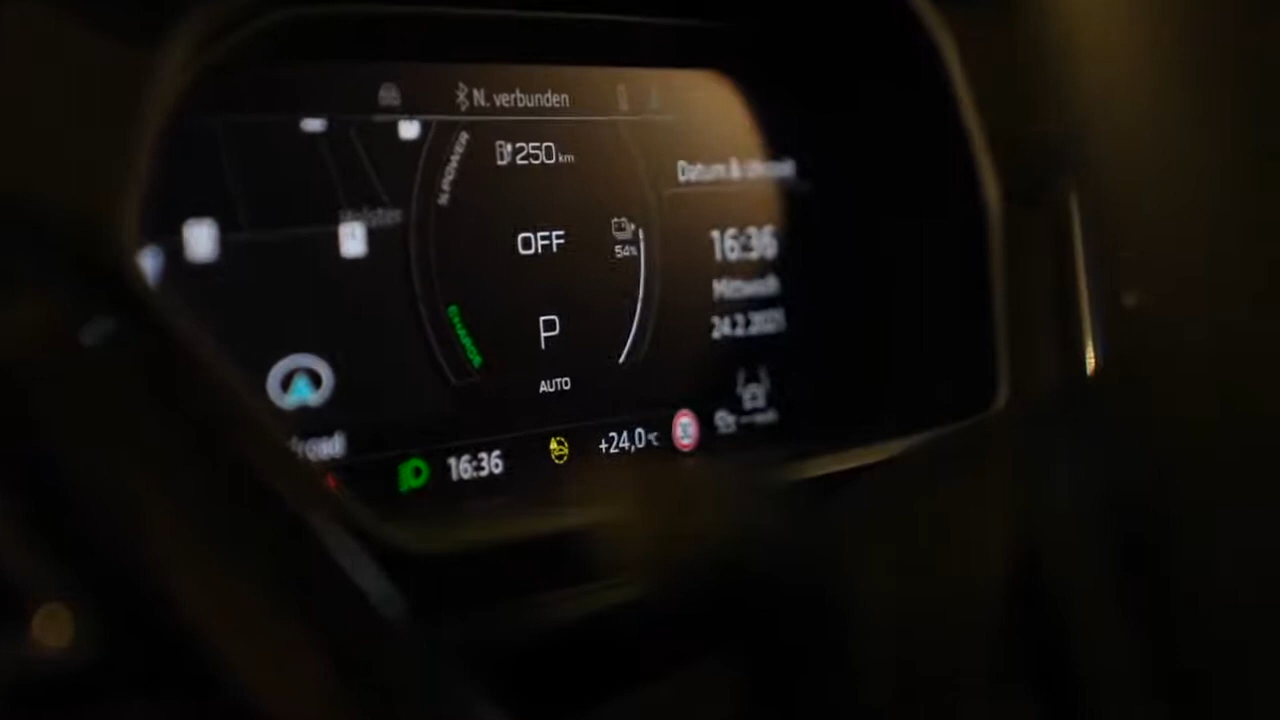 N. verbunden
POWER
250 km
Datum & Uhrzeit
OFF
54%
16:36
Mittwoch
24.2.2021
CHARGE
P
AUTO
16:36
+24,0 °C
30